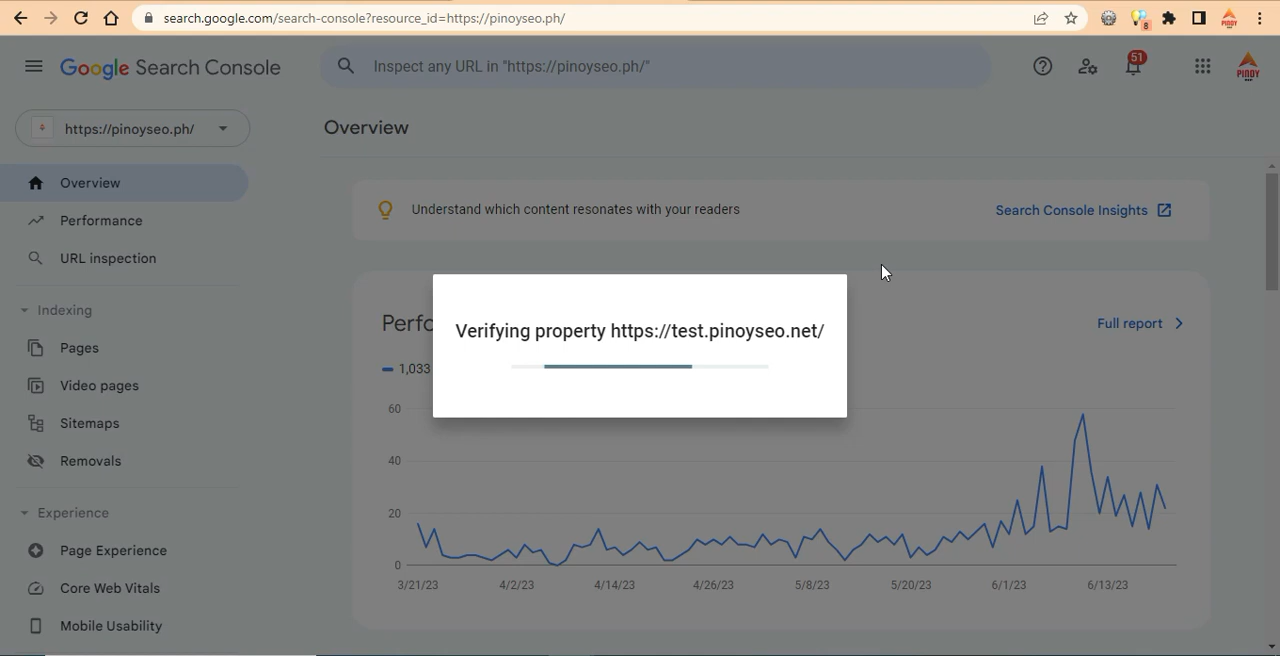 search.google.com/search-console?resource_id=https://pinoyseo.ph/
8
Google Search Console
Inspect any URL in "https://pinoyseo.ph/"
51
PINOY
https://pinoyseo.ph/
Overview
Overview
Performance
URL inspection
Indexing
Pages
Video pages
Sitemaps
Removals
Experience
Page Experience
Core Web Vitals
Mobile Usability
Understand which content resonates with your readers
Search Console Insights
Perfo
Full report
1,033
Verifying property https://test.pinoyseo.net/
60
40
20
0
3/21/23 4/2/23 4/14/23 4/26/23 5/8/23 5/20/23 6/1/23 6/13/23